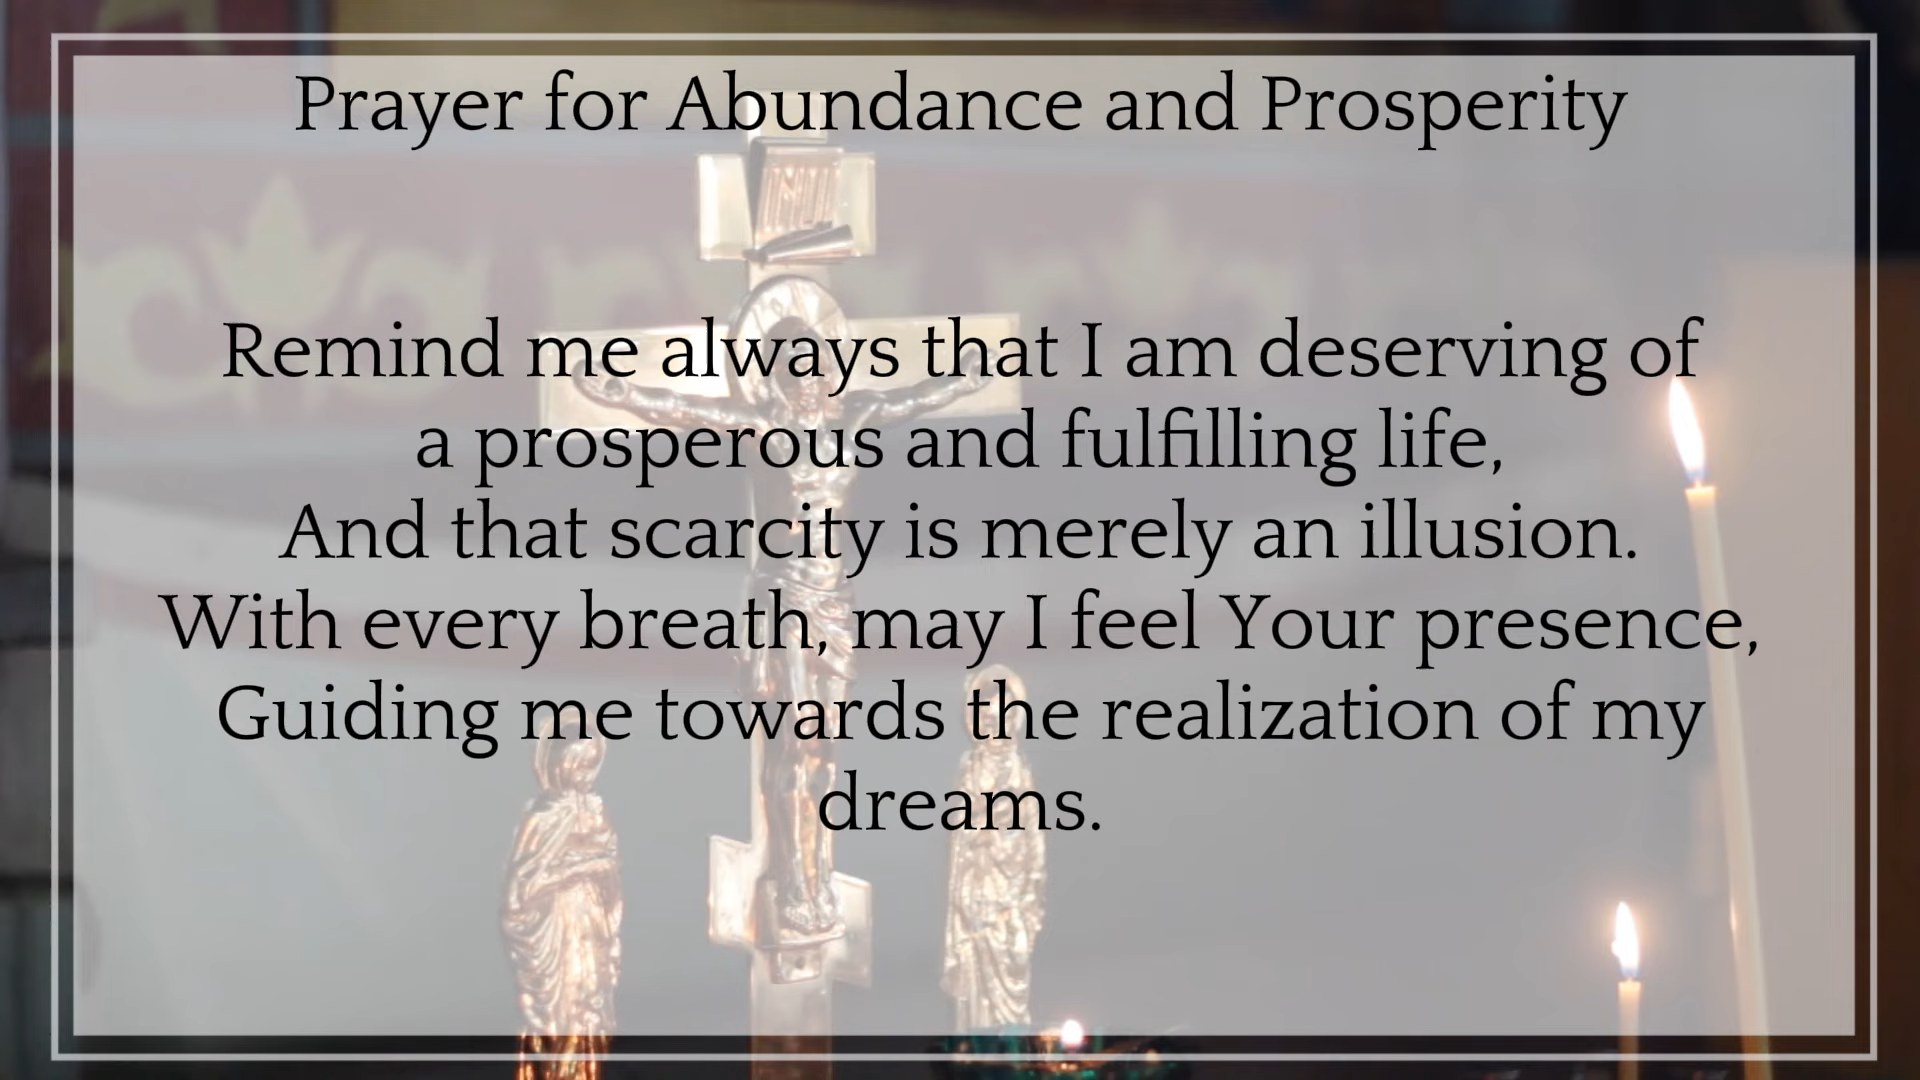 Prayer for Abundance and Prosperity
Remind me always that I am deserving of
a prosperous and fulfilling life,
And that scarcity is merely an illusion.
With every breath, may I feel Your presence,
Guiding me towards the realization of my
dreams.